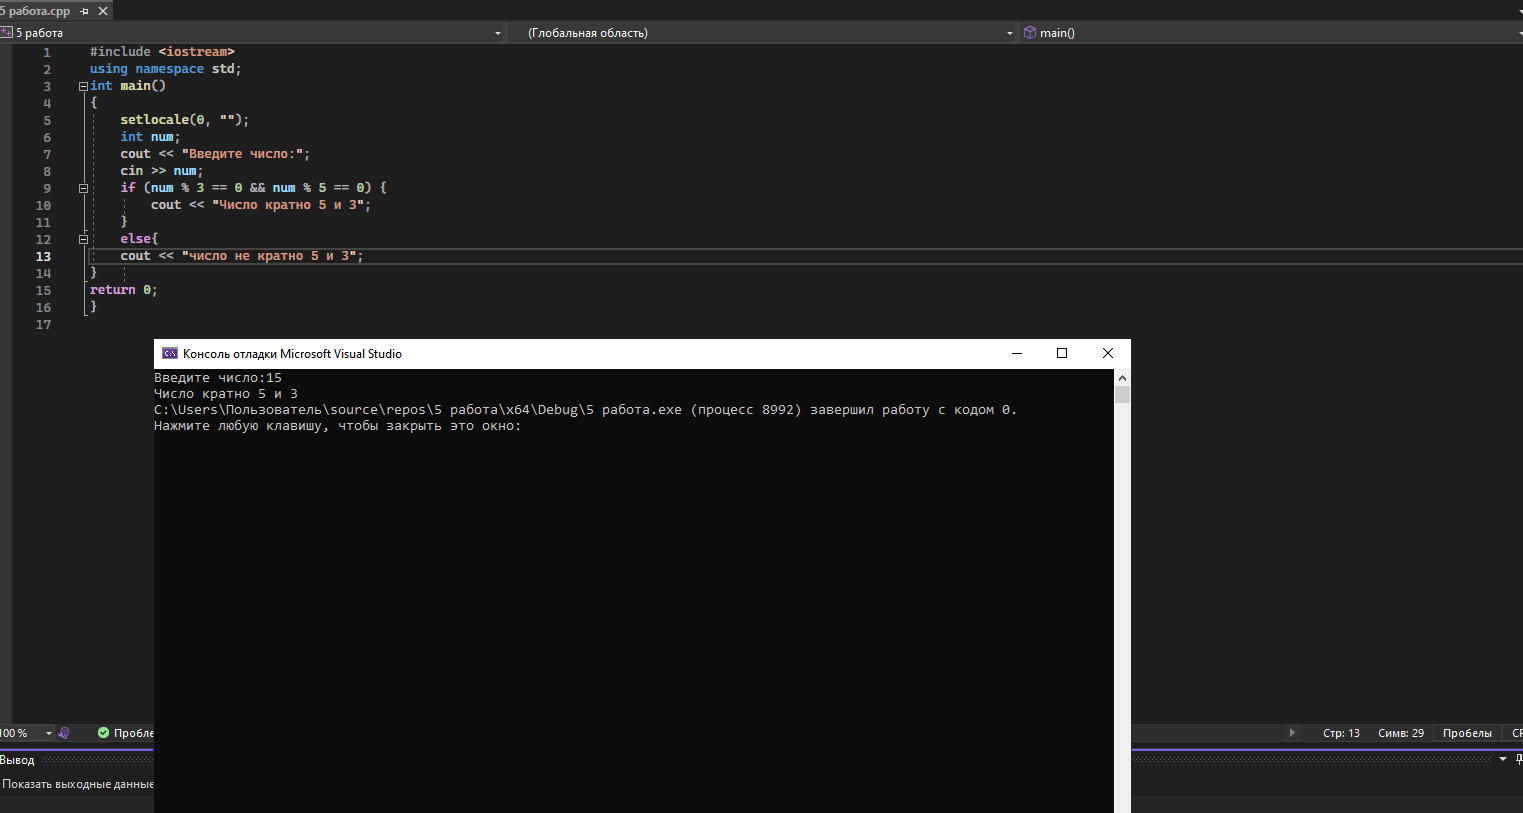 5 работа.cpp
5 работа
(Глобальная область)
main()
1 #include <iostream>
2 using namespace std;
3 int main()
4 {
5 setlocale(0, "");
6 int num;
7 cout << "Введите число:";
8 cin >> num;
9 if (num % 3 == 0 && num % 5 == 0) {
10 cout << "Число кратно 5 и 3";
11 }
12 else{
13 cout << "число не кратно 5 и 3";
14 }
15 return 0;
16 }
17
Консоль отладки Microsoft Visual Studio
Введите число:15
Число кратно 5 и 3
C:\Users\Пользователь\source\repos\5 работа\x64\Debug\5 работа.exe (процесс 8992) завершил работу с кодом 0.
Нажмите любую клавишу, чтобы закрыть это окно:
100 % Пробле Стр: 13 Симв: 29 Пробелы CF
Вывод
Показать выходные данные